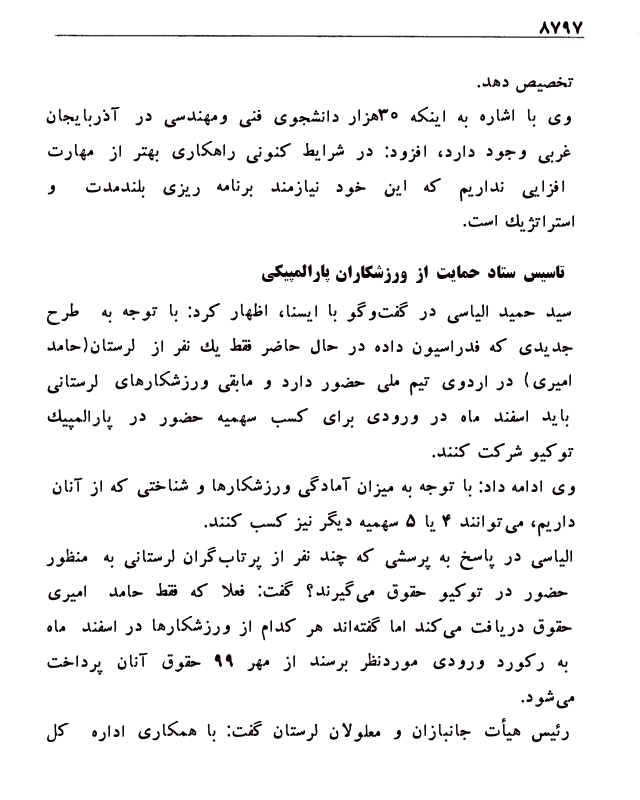 ۸۷۹۷
تخصیص دهد.
وی با اشاره به اینکه ۳۰هزار دانشجوی فنی ومهندسی در آذربایجان
غربی وجود دارد، افزود: در شرایط کنونی راهکاری بهتر از مهارت
افزایی نداریم که این خود نیازمند برنامه ریزی بلندمدت و
استراتژیك است.
تاسیس ستاد حمایت از ورزشکاران پارالمپیکی
سید حمید الیاسی در گفت‌وگو با ایسنا، اظهار کرد: با توجه به طرح
جدیدی که فدراسیون داده در حال حاضر فقط یك نفر از لرستان(حامد
امیری) در اردوی تیم ملی حضور دارد و مابقی ورزشکارهای لرستانی
باید اسفند ماه در ورودی برای کسب سهمیه حضور در پارالمپیك
توکیو شرکت کنند.
وی ادامه داد: با توجه به میزان آمادگی ورزشکارها و شناختی که از آنان
داریم، می‌توانند ۴ یا ۵ سهمیه دیگر نیز کسب کنند.
الیاسی در پاسخ به پرسشی که چند نفر از پرتاب‌گران لرستانی به منظور
حضور در توکیو حقوق می‌گیرند؟ گفت: فعلا که فقط حامد امیری
حقوق دریافت می‌کند اما گفته‌اند هر کدام از ورزشکارها در اسفند ماه
به رکورد ورودی موردنظر برسند از مهر ۹۹ حقوق آنان پرداخت
می‌شود.
رئیس هیأت جانبازان و معلولان لرستان گفت: با همکاری اداره کل